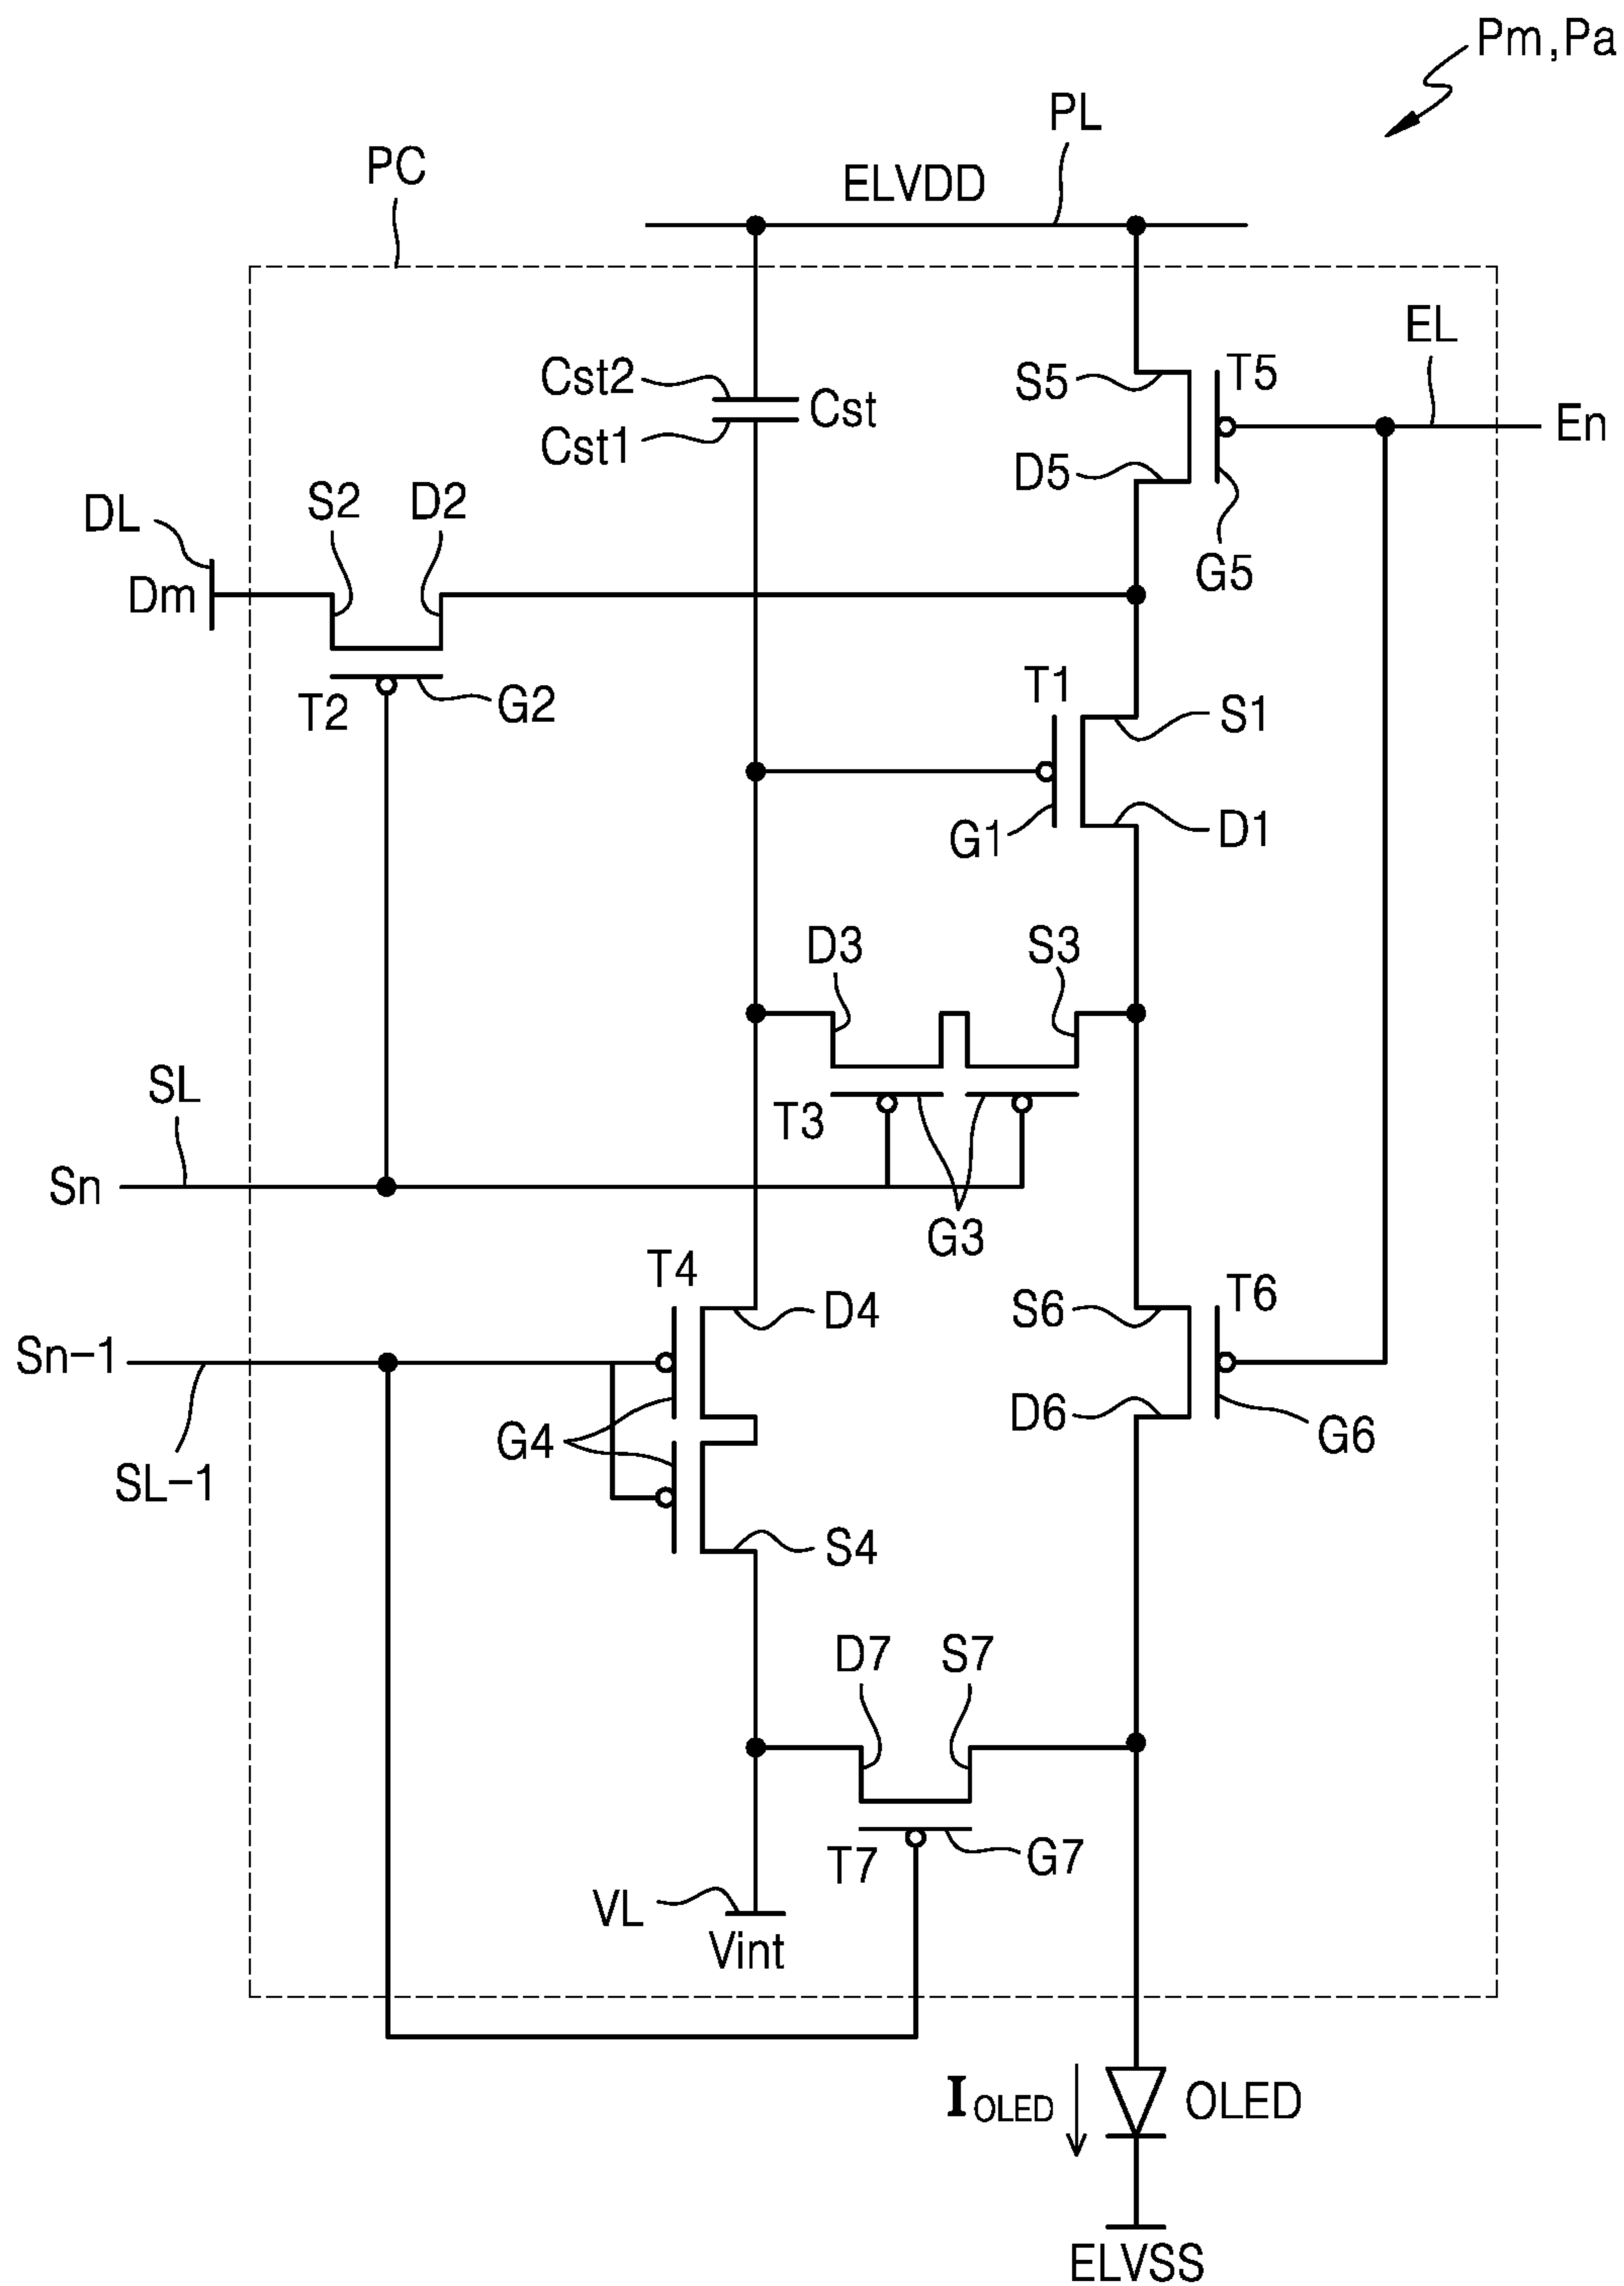 Pm,Pa
PL
PC
ELVDD
EL
Cst2
Cst
Cst1
S5
T5
En
D5
G5
DL
S2
D2
Dm
T2
G2
T1
S1
G1
D1
D3
S3
SL
T3
Sn
G3
T4
D4
S6
T6
Sn-1
G4
D6
G6
SL-1
S4
D7
S7
T7
G7
VL
Vint
IOLED
OLED
ELVSS